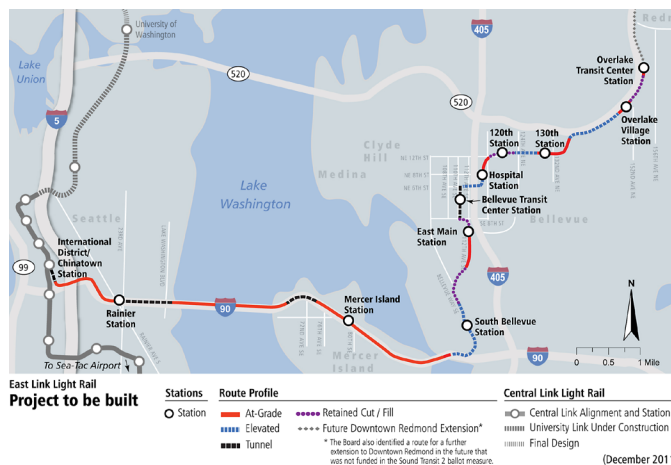 University of
Washington
Lake
Union
520
405
Overlake
Transit Center
Station
5
520
Overlake
Village
Station
120th
Station
130th
Station
Clyde
Hill
NE 12TH ST
Medina
NE 8TH ST
Hospital
Station
Lake
Washington
Bellevue Transit
Center Station
Bellevue
Seattle
East Main
Station
International
District/
Chinatown
Station
99
405
90
Rainier
Station
Mercer Island
Station
South Bellevue
Station
N
Mercer
Island
90
0 0.5 1 Mile
To Sea-Tac Airport
East Link Light Rail
Project to be built
Stations
Station
Route Profile
At-Grade
Elevated
Tunnel
Retained Cut / Fill
Future Downtown Redmond Extension*
* The Board also identified a route for a further
extension to Downtown Redmond in the future that
was not funded in the Sound Transit 2 ballot measure.
Central Link Light Rail
Central Link Alignment and Station
University Link Under Construction
Final Design
(December 201